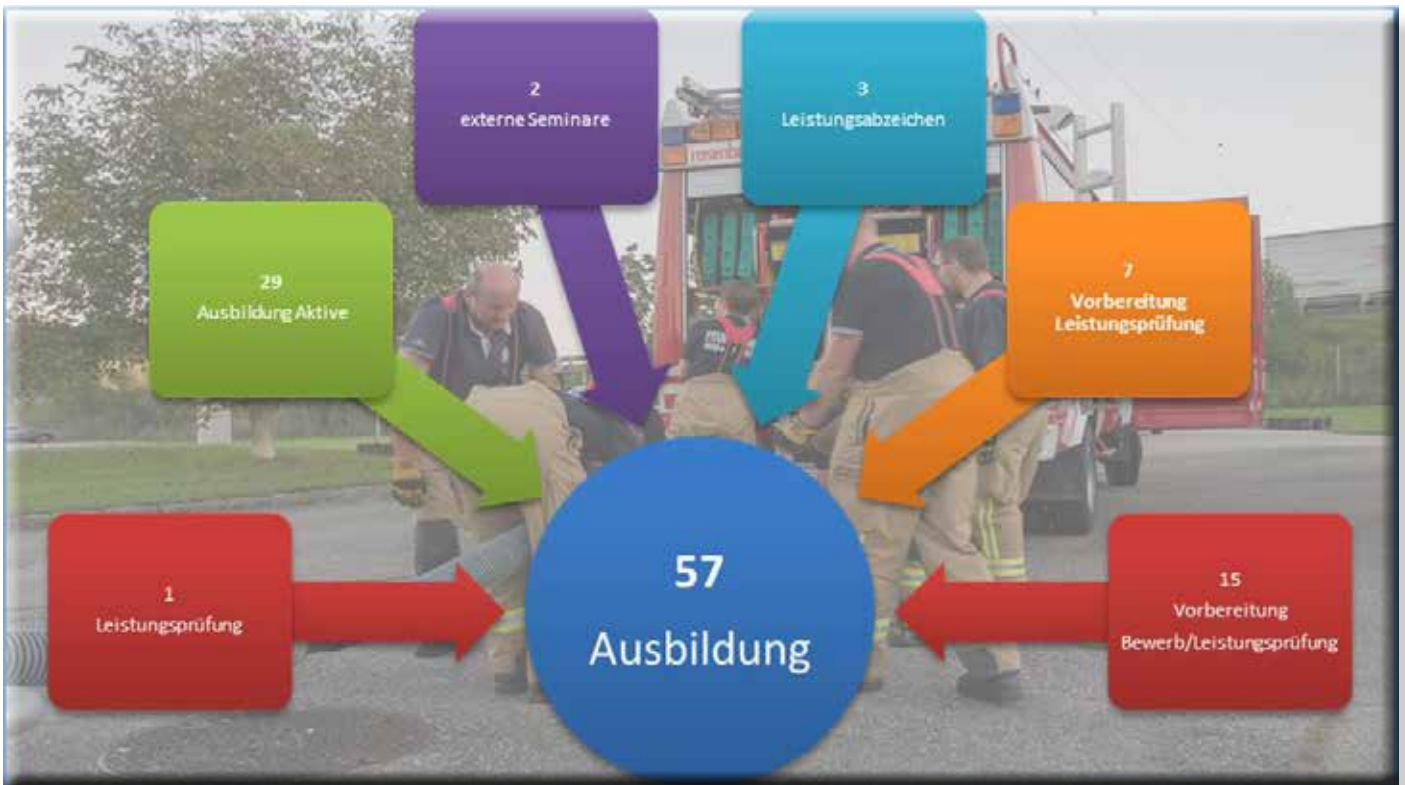 2
externe Seminare
3
Leistungsabzeichen
29
Ausbildung Aktive
7
Vorbereitung
Leistungsprüfung
1
Leistungsprüfung
57
Ausbildung
15
Vorbereitung
Bewerb/Leistungsprüfung